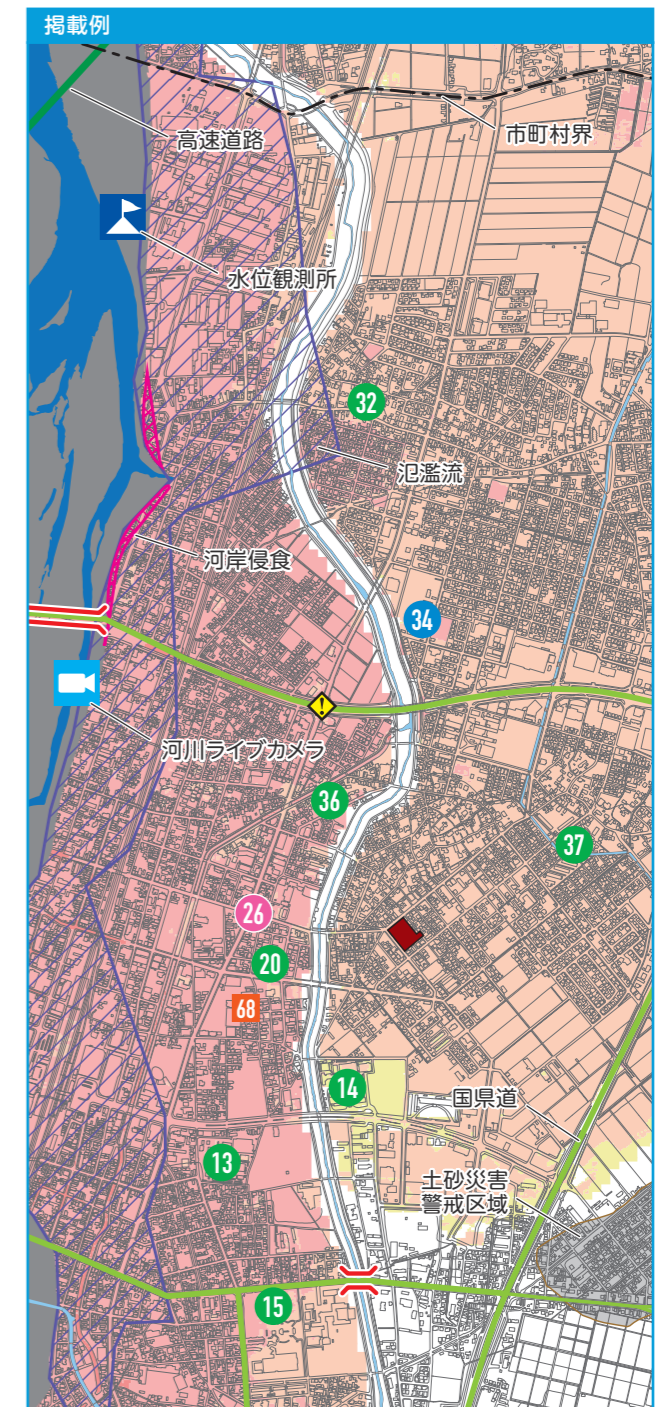 掲載例
高速道路
市町村界
水位観測所
32
氾濫流
河岸侵食
34
!
河川ライブカメラ
36
37
26
20
68
14
国県道
13
土砂災害
警戒区域
15